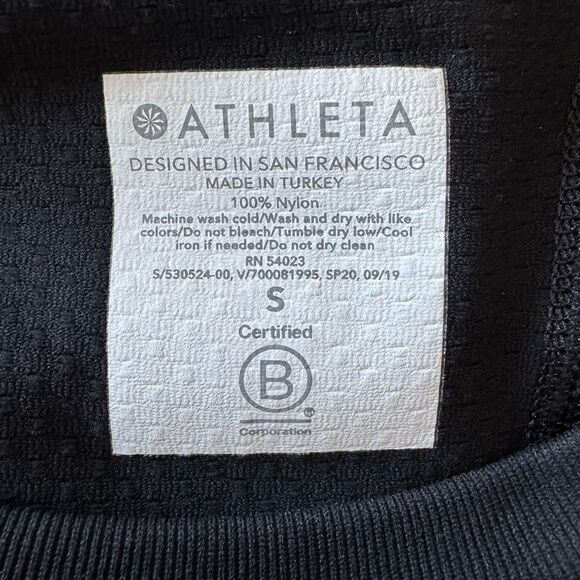 ATHLETA
DESIGNED IN SAN FRANCISCO
MADE IN TURKEY
100% Nylon
Machine wash cold/Wash and dry with like
colors/Do not bleach/Tumble dry low/Cool
iron if needed/Do not dry clean
RN 54023
S/530524-00, V/700081995, SP20, 09/19
S
Certified
B
®
Corporation